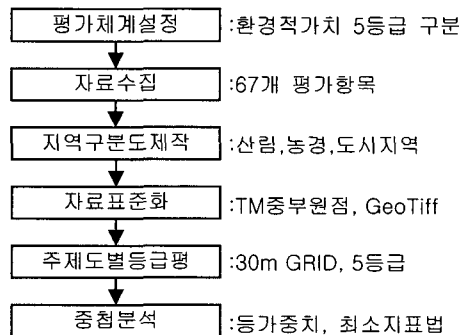 평가체계설정 :환경적가치 5등급 구분
자료수집 :67개 평가항목
지역구분도제작 :산림,농경,도시지역
자료표준화 :TM중부원점, GeoTiff
주제도별등급평 :30m GRID, 5등급
중첩분석 :등가중치, 최소지표법